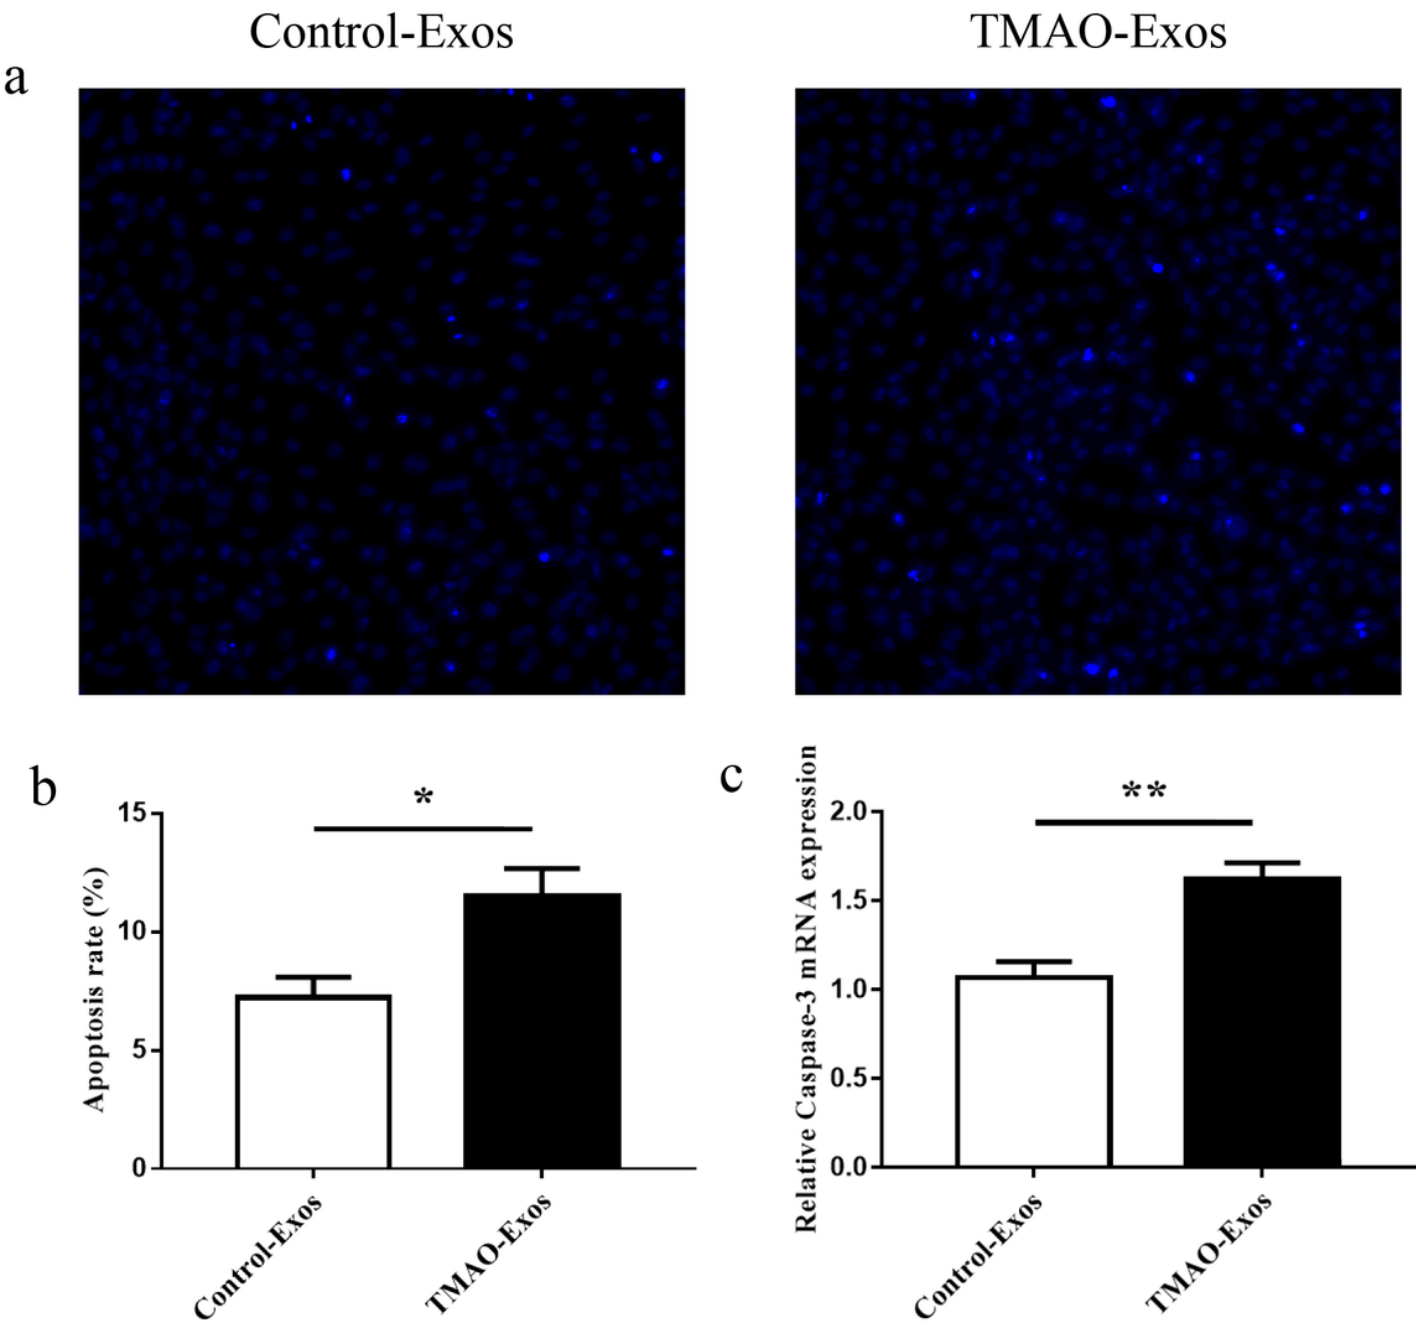 Control-Exos
TMAO-Exos
a
b
*
15
10
5
0
Apoptosis rate (%)
Control-Exos
TMAO-Exos
c
**
2.0
1.5
1.0
0.5
0.0
Relative Caspase-3 mRNA expression
Control-Exos
TMAO-Exos